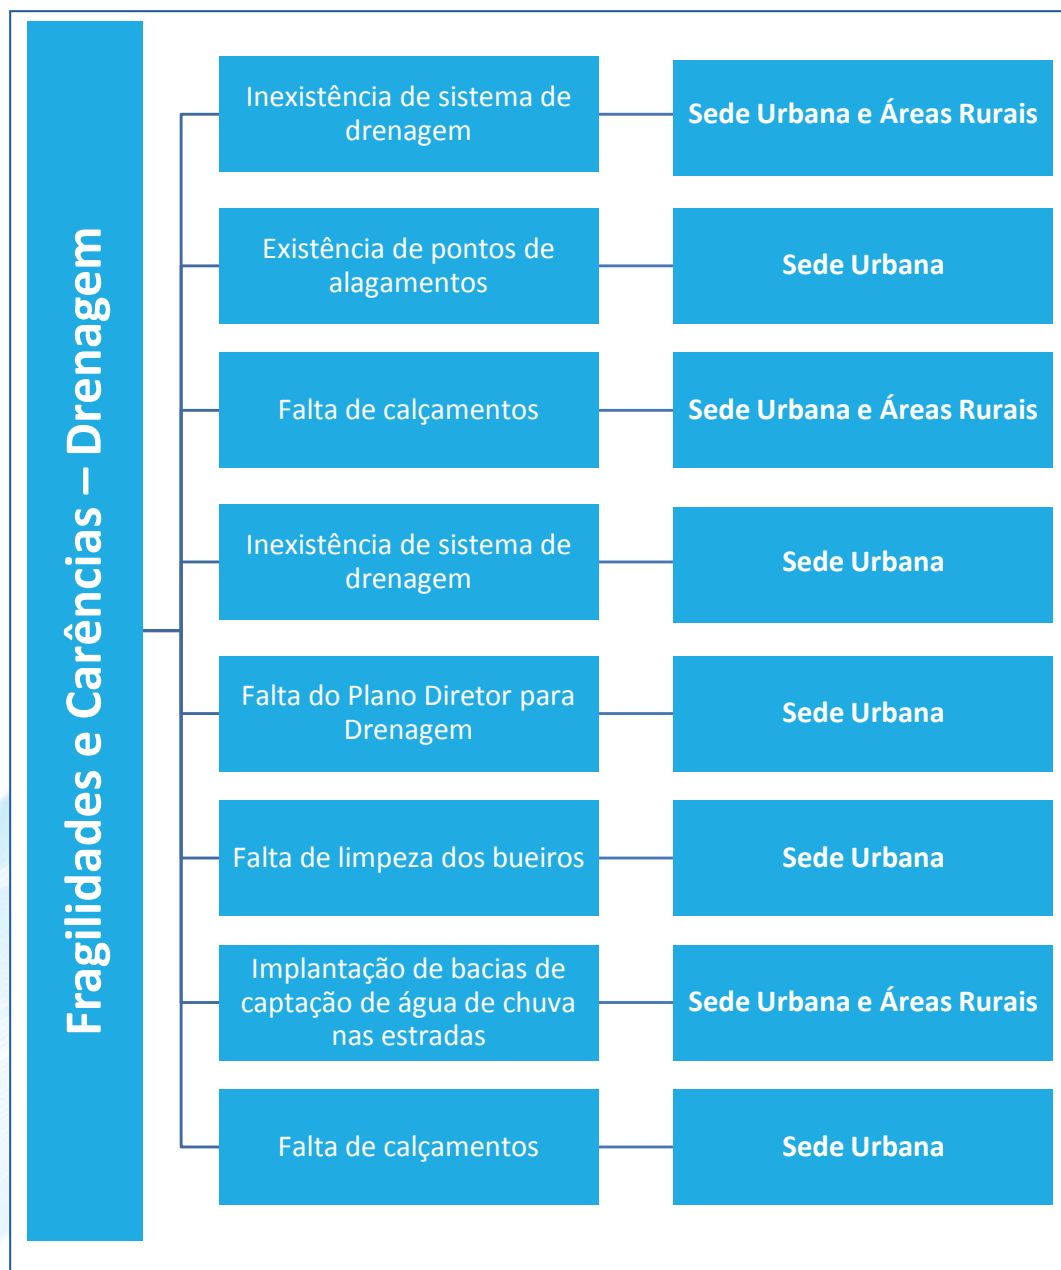 Fragilidades e Carências – Drenagem
Inexistência de sistema de
drenagem
Sede Urbana e Áreas Rurais
Existência de pontos de
alagamentos
Sede Urbana
Falta de calçamentos
Sede Urbana e Áreas Rurais
Inexistência de sistema de
drenagem
Sede Urbana
Falta do Plano Diretor para
Drenagem
Sede Urbana
Falta de limpeza dos bueiros
Sede Urbana
Implantação de bacias de
captação de água de chuva
nas estradas
Sede Urbana e Áreas Rurais
Falta de calçamentos
Sede Urbana